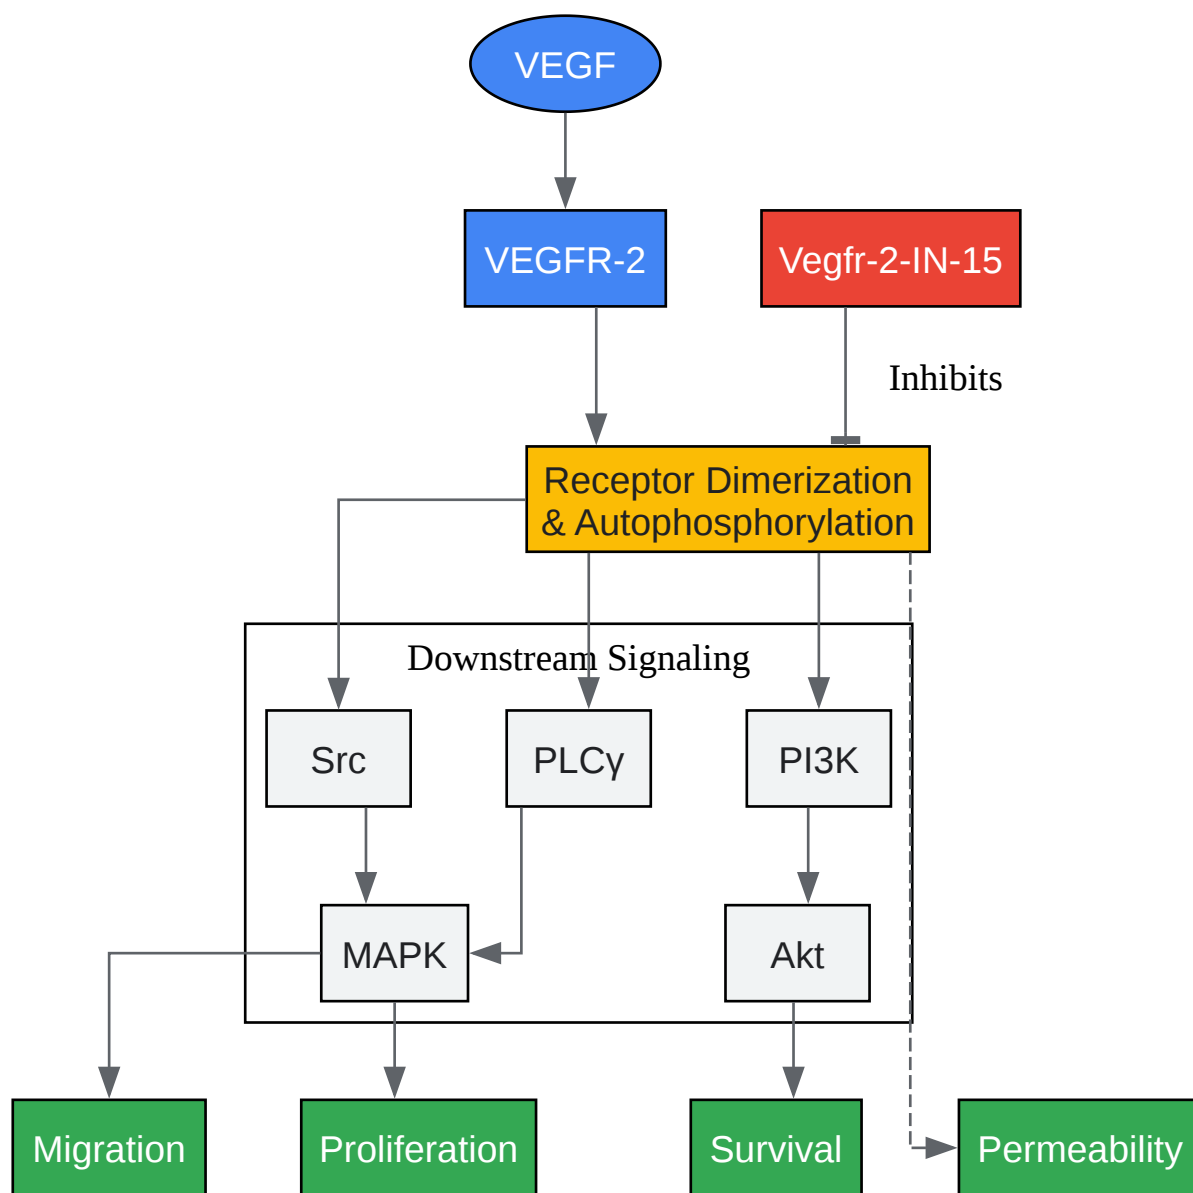 VEGF
VEGFR-2
Vegfr-2-IN-15
Inhibits
Receptor Dimerization
& Autophosphorylation
Downstream Signaling
Src
PLCγ
PI3K
MAPK
Akt
Migration
Proliferation
Survival
Permeability